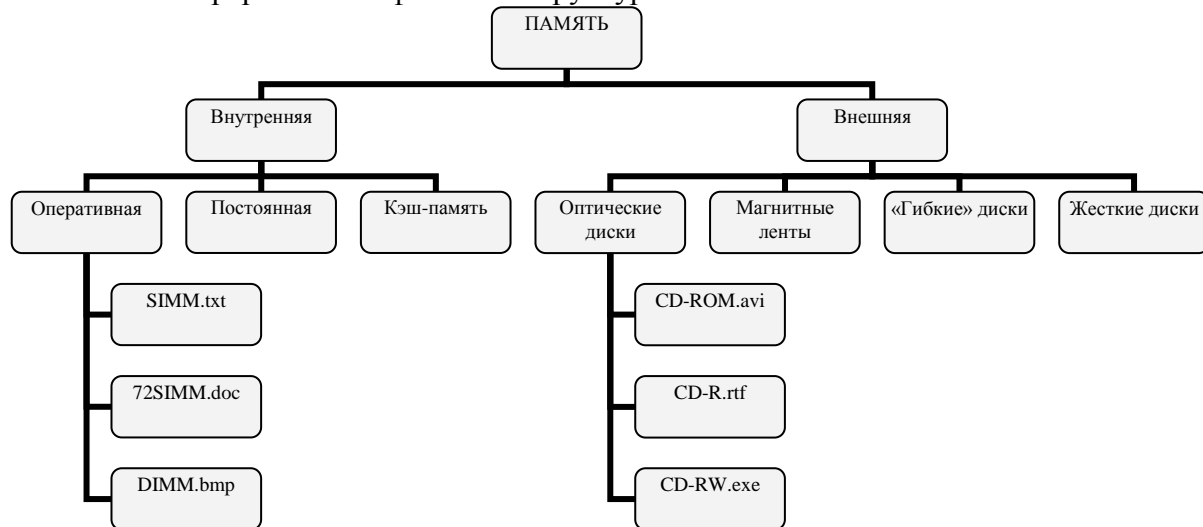 ПАМЯТЬ
Внутренняя
Внешняя
Оперативная
Постоянная
Кэш-память
Оптические
диски
Магнитные
ленты
«Гибкие» диски
Жесткие диски
SIMM.txt
CD-ROM.avi
72SIMM.doc
CD-R.rtf
DIMM.bmp
CD-RW.exe